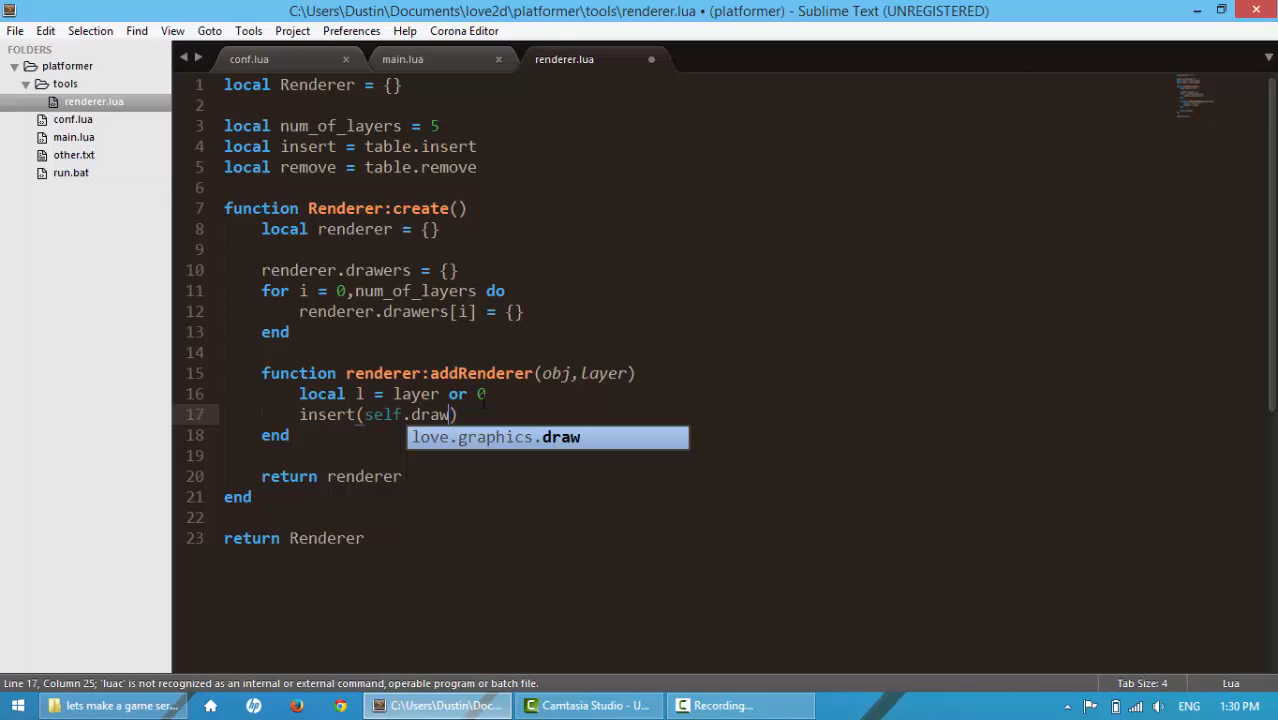 C:\Users\Dustin\Documents\love2d\platformer\tools\renderer.lua • (platformer) - Sublime Text (UNREGISTERED)
File Edit Selection Find View Goto Tools Project Preferences Help Corona Editor
FOLDERS
platformer
tools
renderer.lua
conf.lua
main.lua
other.txt
run.bat
conf.lua × main.lua × renderer.lua
1 local Renderer = {}
2
3 local num_of_layers = 5
4 local insert = table.insert
5 local remove = table.remove
6
7 function Renderer:create()
8 local renderer = {}
9
10 renderer.drawers = {}
11 for i = 0,num_of_layers do
12 renderer.drawers[i] = {}
13 end
14
15 function renderer:addRenderer(obj,layer)
16 local l = layer or 0
17 insert(self.draw)
love.graphics.draw
18 end
19
20 return renderer
21 end
22
23 return Renderer
Line 17, Column 25; 'luac' is not recognized as an internal or external command, operable program or batch file.
Tab Size: 4
Lua
lets make a game ser...
C:\Users\Dustin\Doc...
Camtasia Studio - U...
Recording...
ENG
1:30 PM